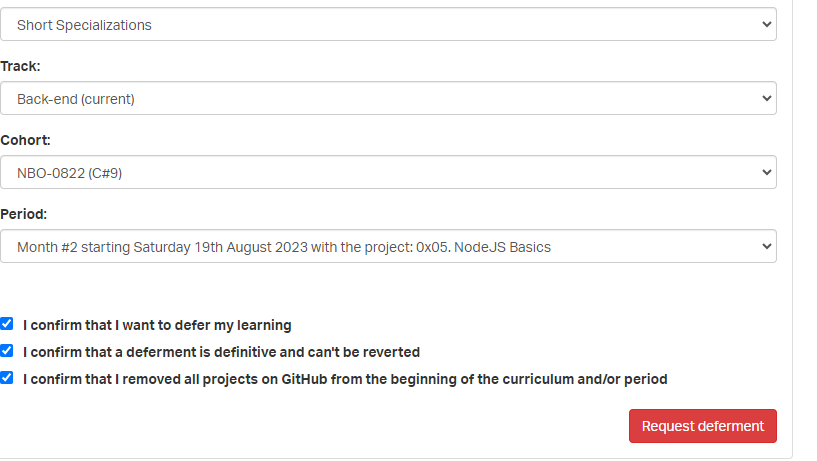 Short Specializations
Track:
Back-end (current)
Cohort:
NBO-0822 (C#9)
Period:
Month #2 starting Saturday 19th August 2023 with the project: 0x05. NodeJS Basics
I confirm that I want to defer my learning
I confirm that a deferment is definitive and can't be reverted
I confirm that I removed all projects on GitHub from the beginning of the curriculum and/or period
Request deferment